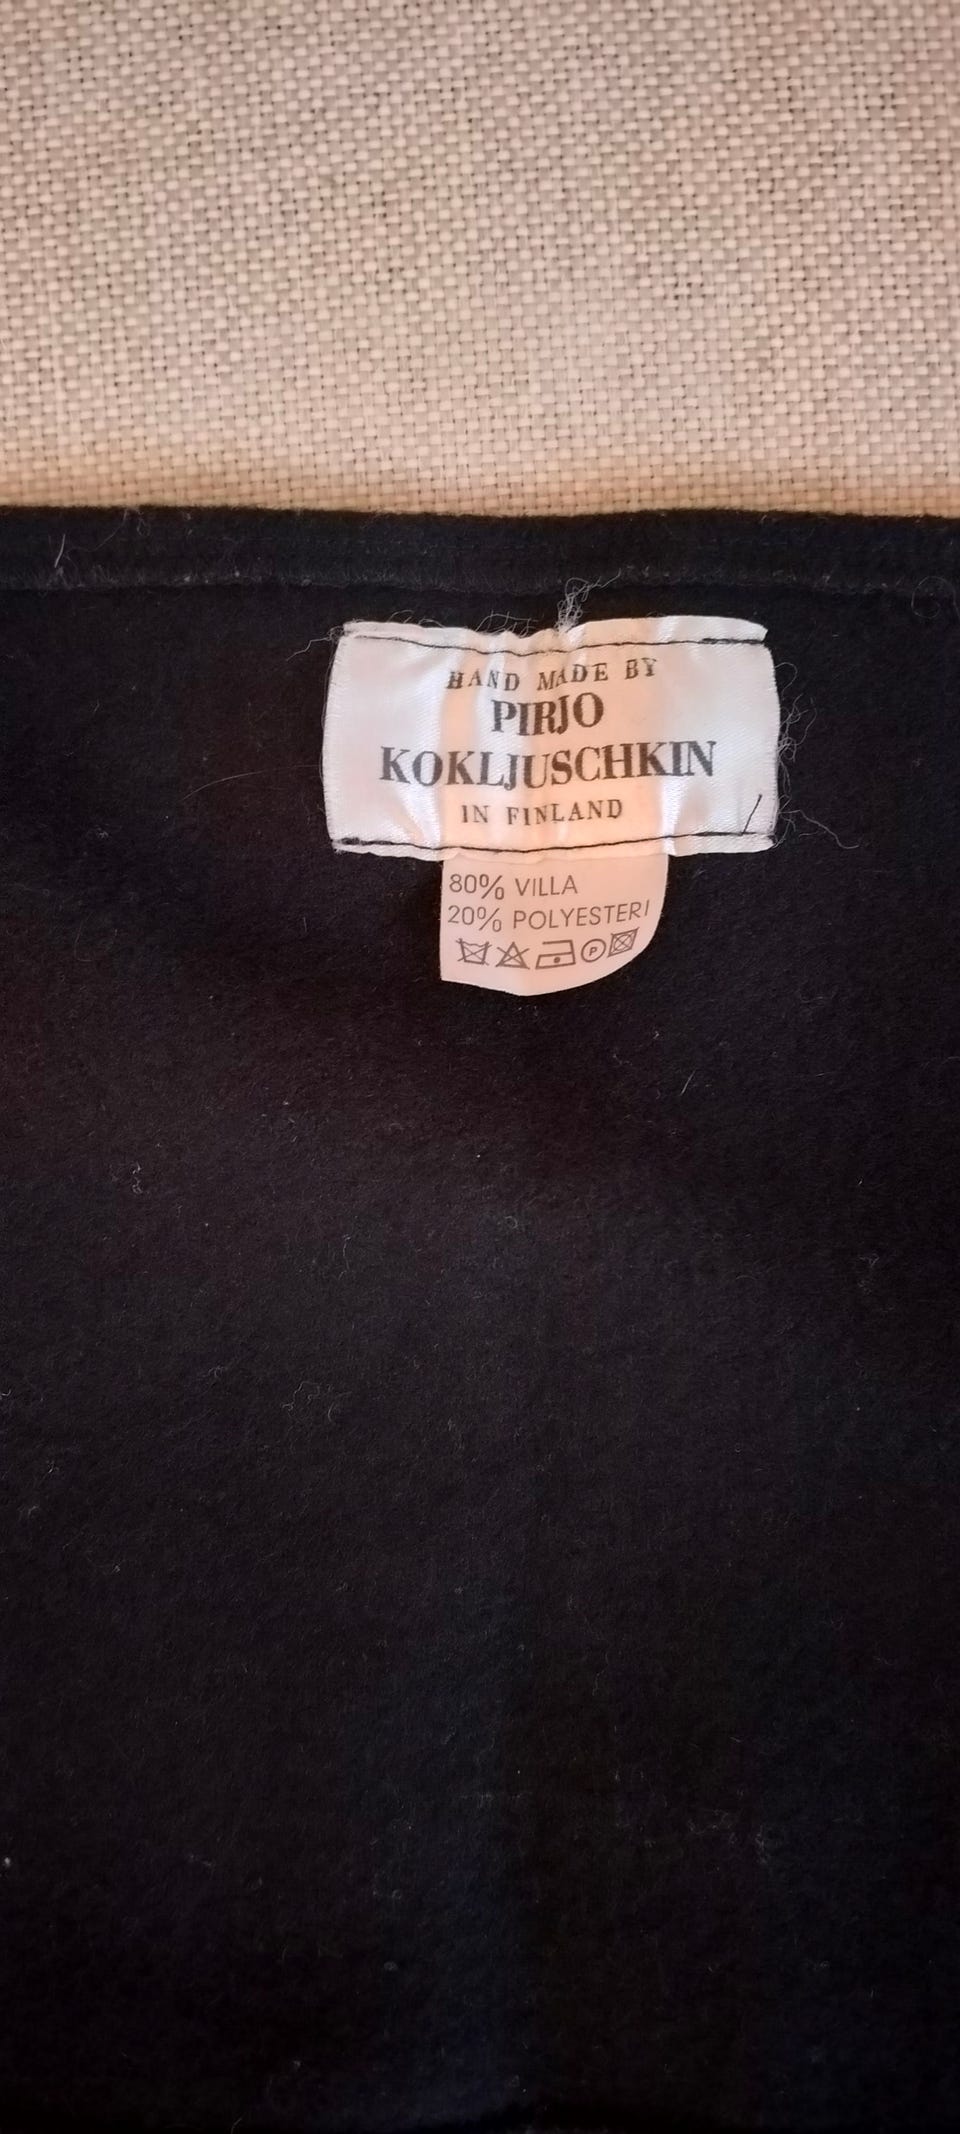 HAND MADE BY
PIRJO
KOKLJUSCHKIN
IN FINLAND
80% VILLA
20% POLYESTERI
P